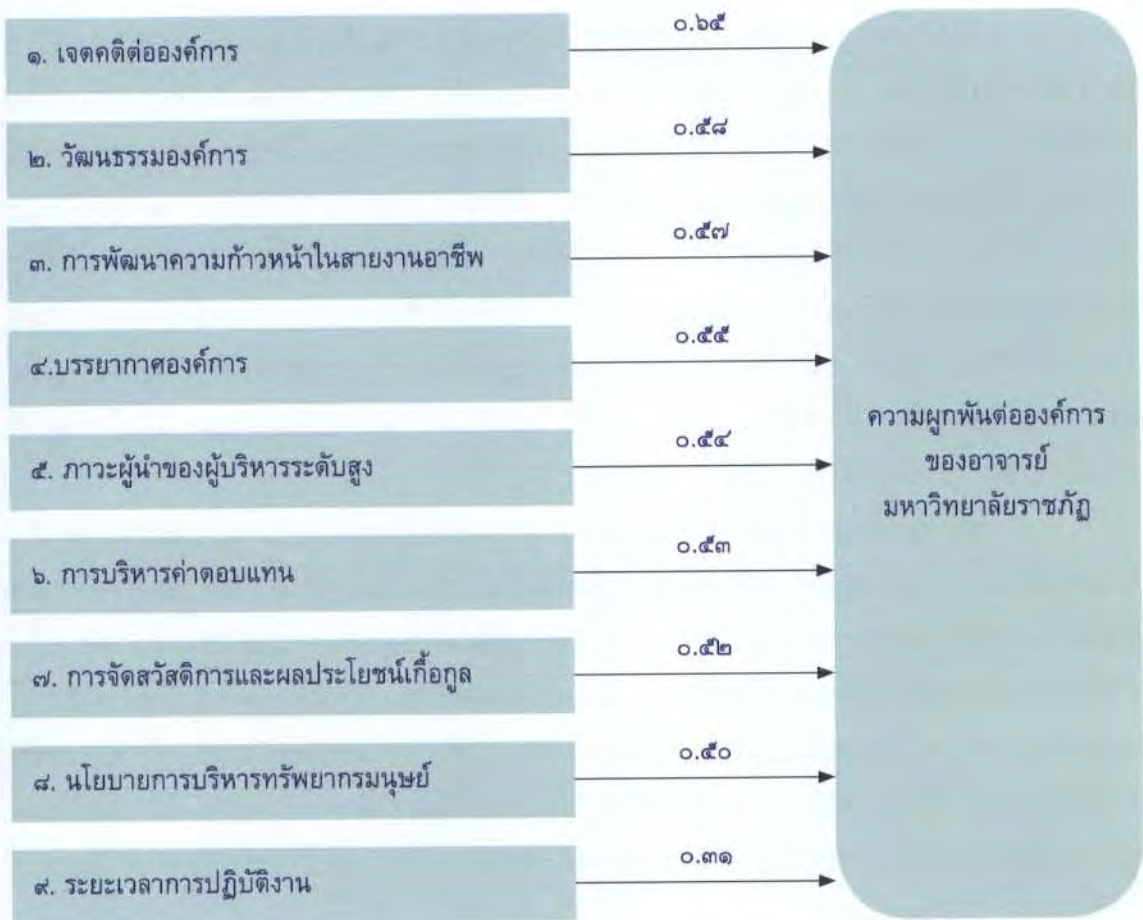 ๑. เจตคติต่อองค์การ
๐.๖๕
๒. วัฒนธรรมองค์การ
๐.๕๘
๓. การพัฒนาความก้าวหน้าในสายงานอาชีพ
๐.๕๗
๔.บรรยากาศองค์การ
๐.๕๕
๕. ภาวะผู้นำของผู้บริหารระดับสูง
๐.๕๔
๖. การบริหารค่าตอบแทน
๐.๕๓
๗. การจัดสวัสดิการและผลประโยชน์เกื้อกูล
๐.๕๒
๘. นโยบายการบริหารทรัพยากรมนุษย์
๐.๕๐
๙. ระยะเวลาการปฏิบัติงาน
๐.๓๑
ความผูกพันต่อองค์การ
ของอาจารย์
มหาวิทยาลัยราชภัฏ